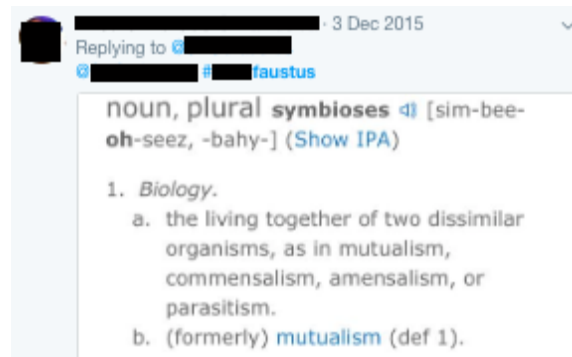 · 3 Dec 2015
Replying to @
@ #faustus
noun, plural symbioses [sim-bee-
oh-seez, -bahy-] (Show IPA)
1. Biology.
a. the living together of two dissimilar
organisms, as in mutualism,
commensalism, amensalism, or
parasitism.
b. (formerly) mutualism (def 1).